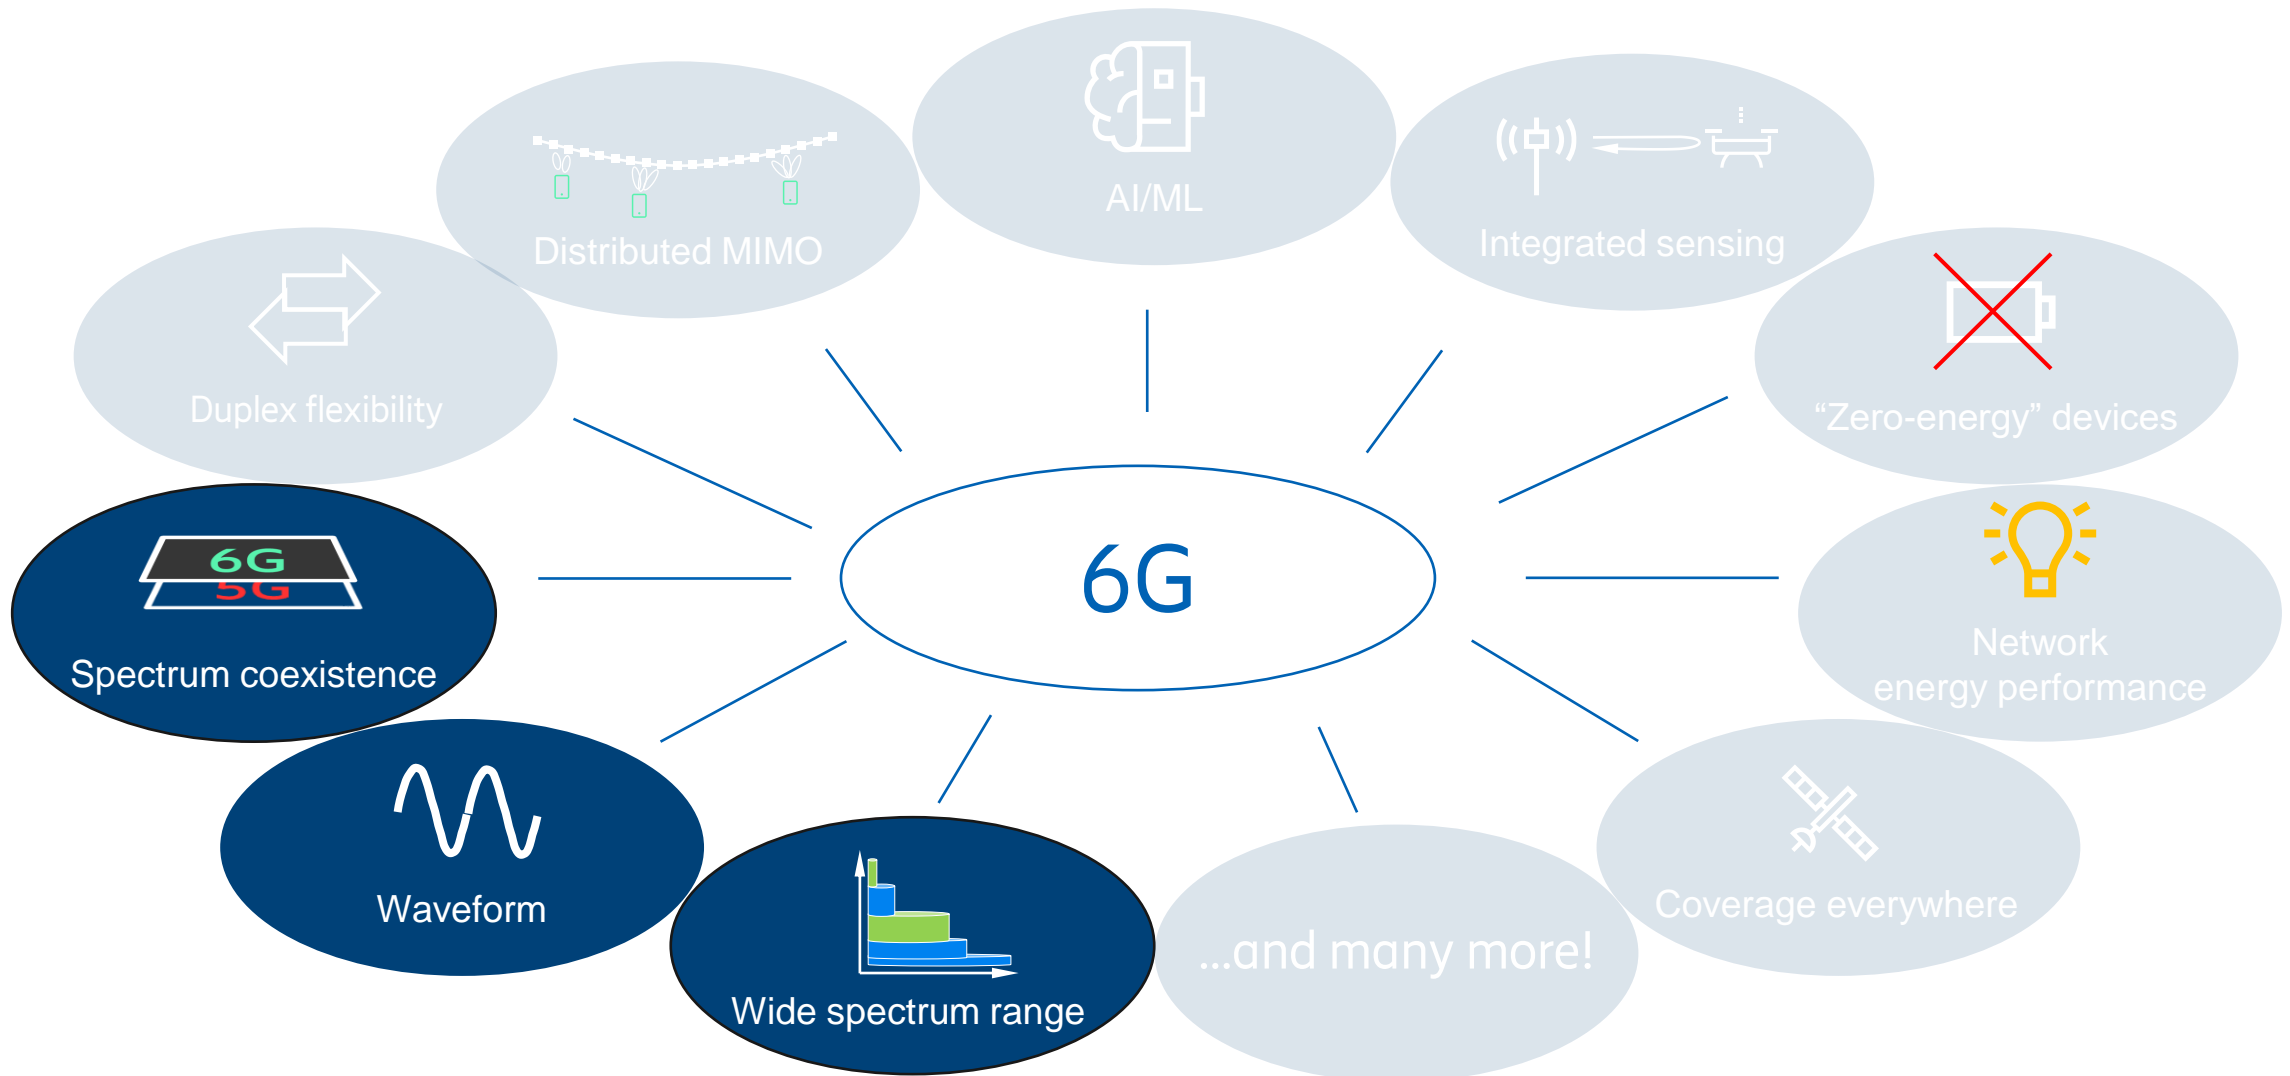 AI/ML
Distributed MIMO
Integrated sensing
Duplex flexibility
“Zero-energy” devices
6G
6G
5G
Spectrum coexistence
Network
energy performance
Waveform
Coverage everywhere
...and many more!
Wide spectrum range